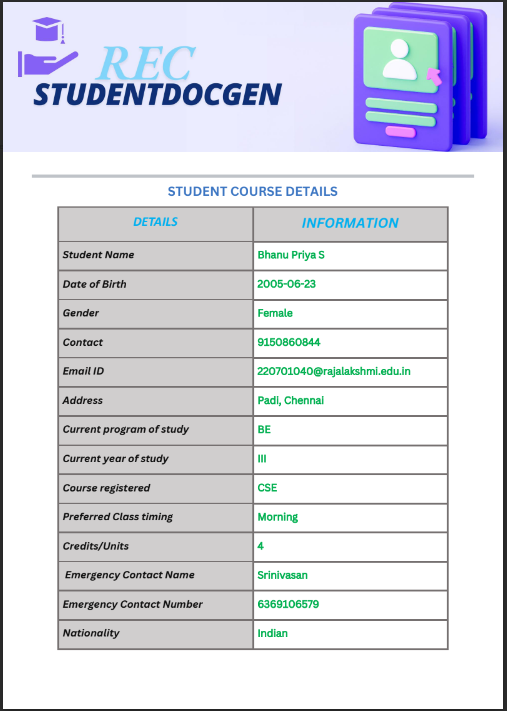 REC
STUDENTDOCGEN
STUDENT COURSE DETAILS
DETAILS INFORMATION
Student Name Bhanu Priya S
Date of Birth 2005-06-23
Gender Female
Contact 9150860844
Email ID 220701040@rajalakshmi.edu.in
Address Padi, Chennai
Current program of study BE
Current year of study III
Course registered CSE
Preferred Class timing Morning
Credits/Units 4
Emergency Contact Name Srinivasan
Emergency Contact Number 6369106579
Nationality Indian